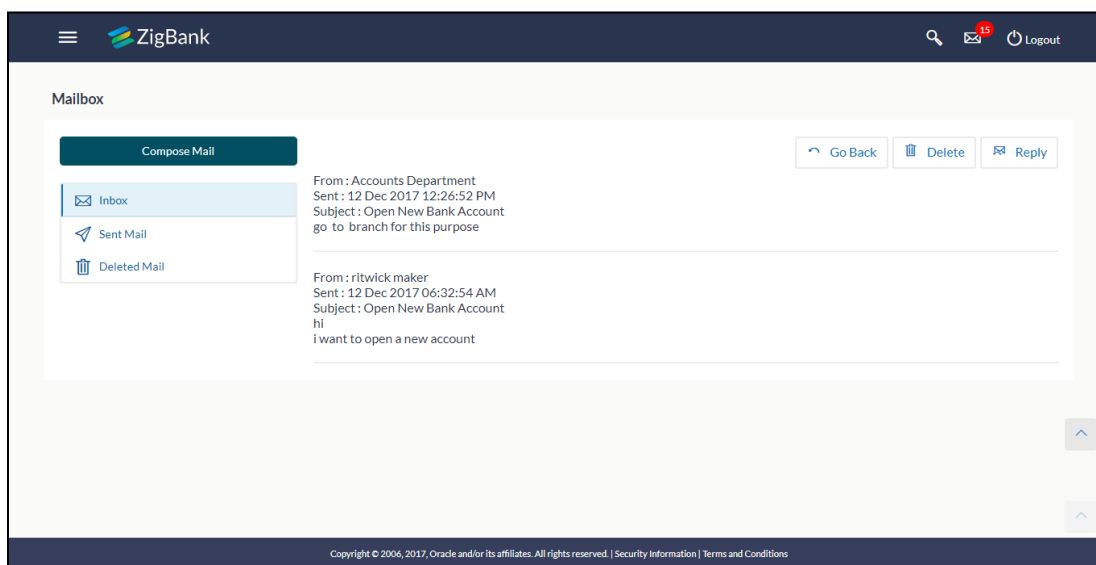 ZigBank
15
Logout
Mailbox
Compose Mail
Go Back
Delete
Reply
Inbox
Sent Mail
Deleted Mail
From : Accounts Department
Sent : 12 Dec 2017 12:26:52 PM
Subject : Open New Bank Account
go to branch for this purpose
From : ritwick maker
Sent : 12 Dec 2017 06:32:54 AM
Subject : Open New Bank Account
hi
i want to open a new account
Copyright © 2006, 2017, Oracle and/or its affiliates. All rights reserved. | Security Information | Terms and Conditions